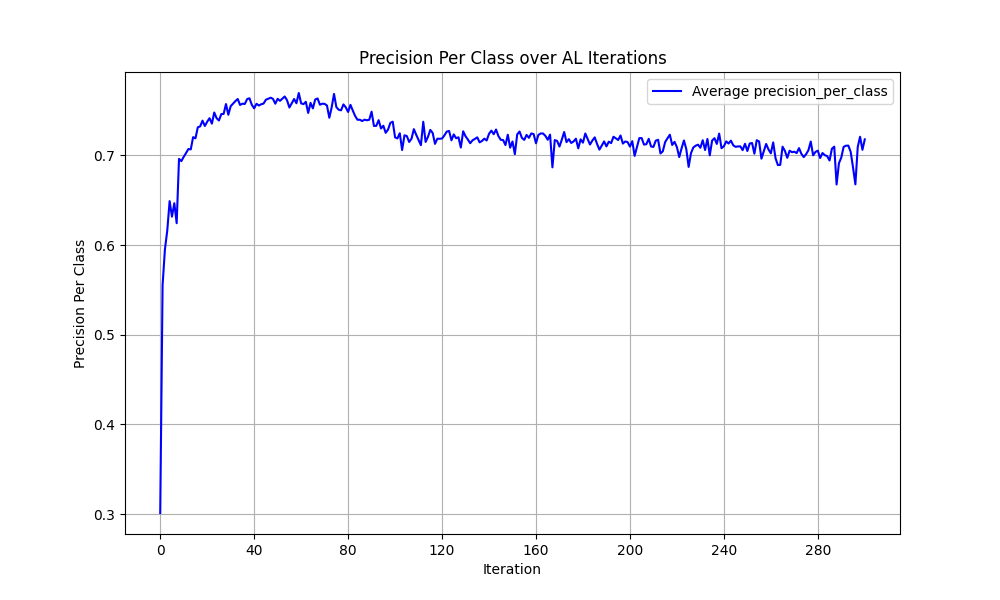 Precision Per Class over AL Iterations
Average precision_per_class
Precision Per Class
0.7
0.6
0.5
0.4
0.3
0 40 80 120 160 200 240 280
Iteration